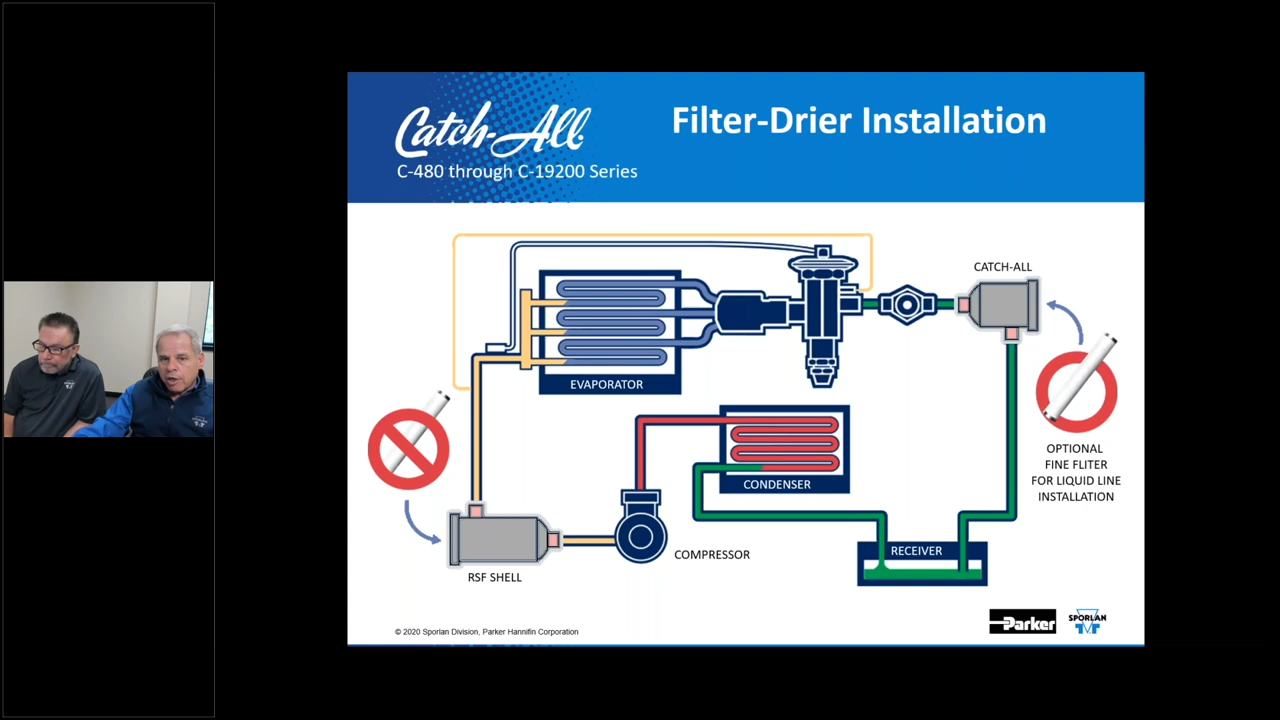 Catch-All
C-480 through C-19200 Series
Filter-Drier Installation
CATCH-ALL
EVAPORATOR
OPTIONAL
FINE FLITER
FOR LIQUID LINE
INSTALLATION
CONDENSER
COMPRESSOR
RECEIVER
RSF SHELL
© 2020 Sporlan Division, Parker Hannifin Corporation
Parker
SPORLAN